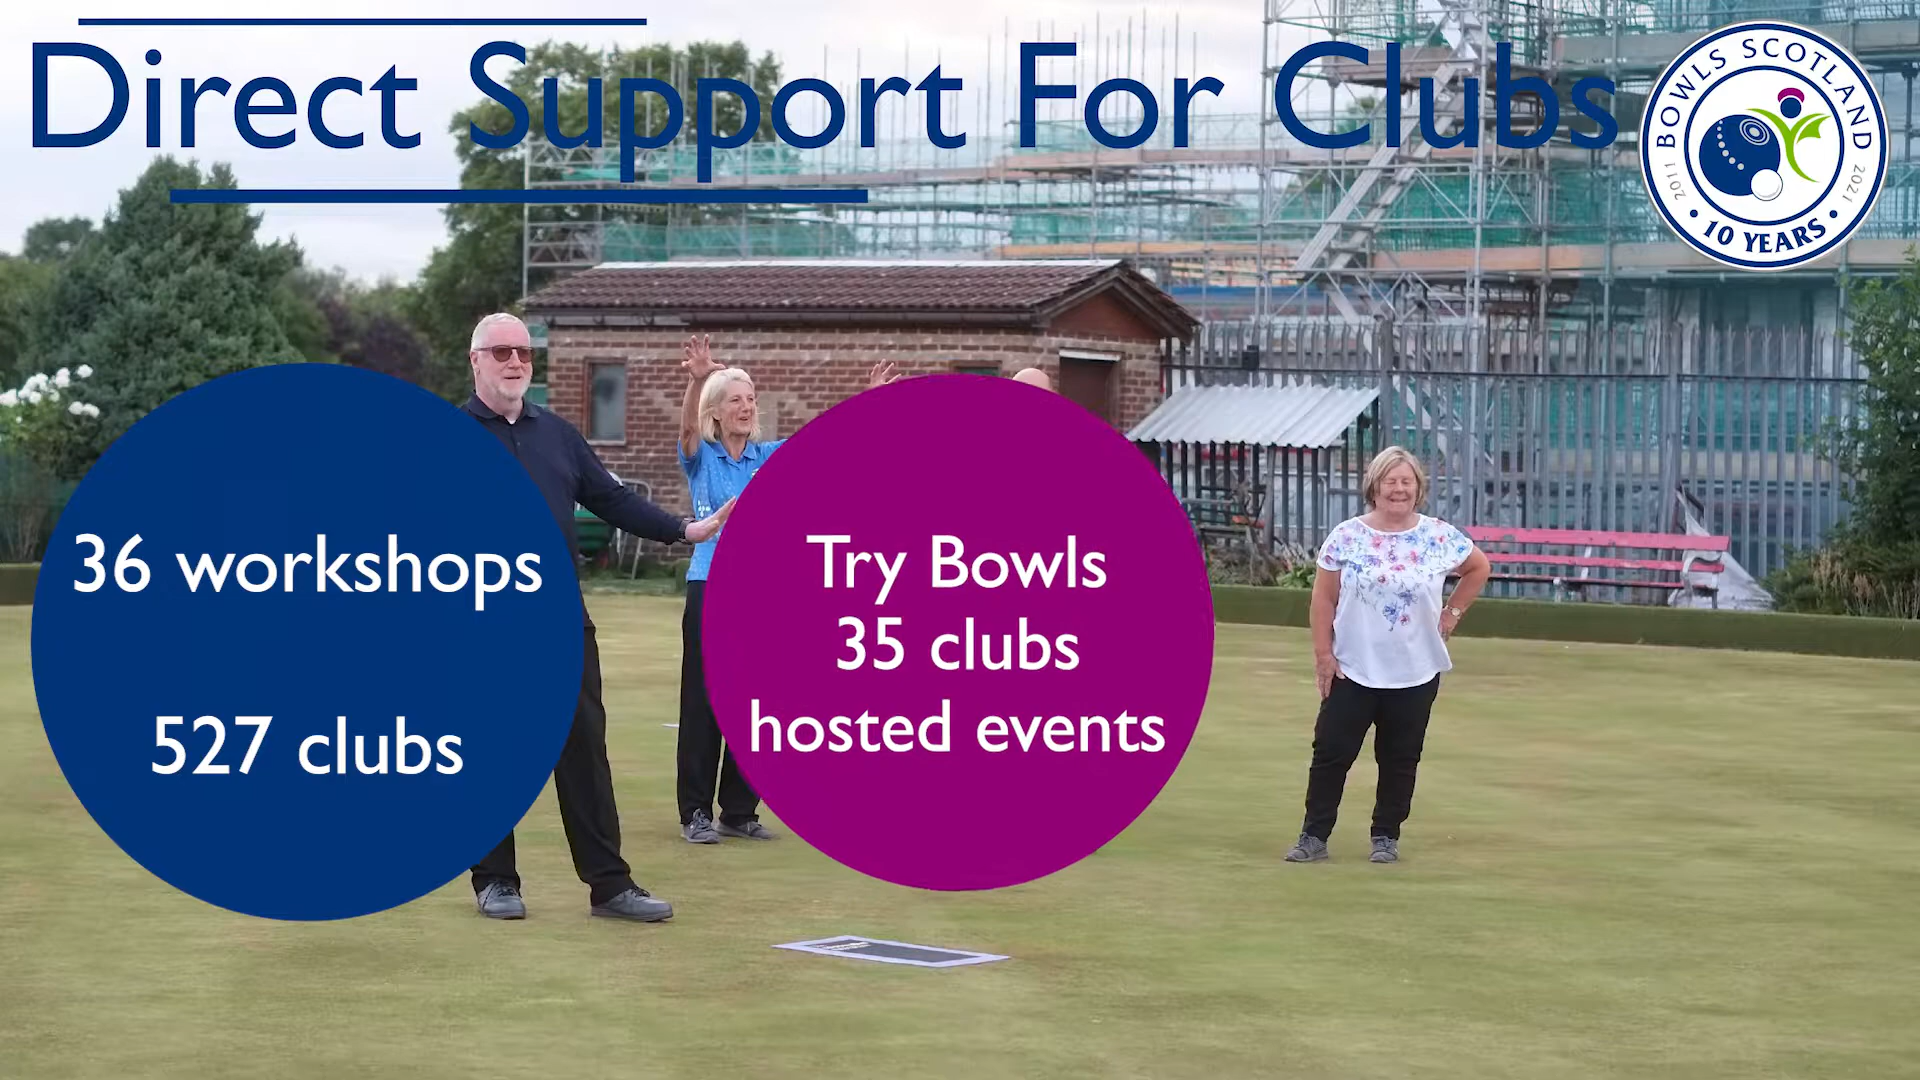 Direct Support For Clubs
BOWLS SCOTLAND
2011
2021
• 10 YEARS •
36 workshops
527 clubs
Try Bowls
35 clubs
hosted events